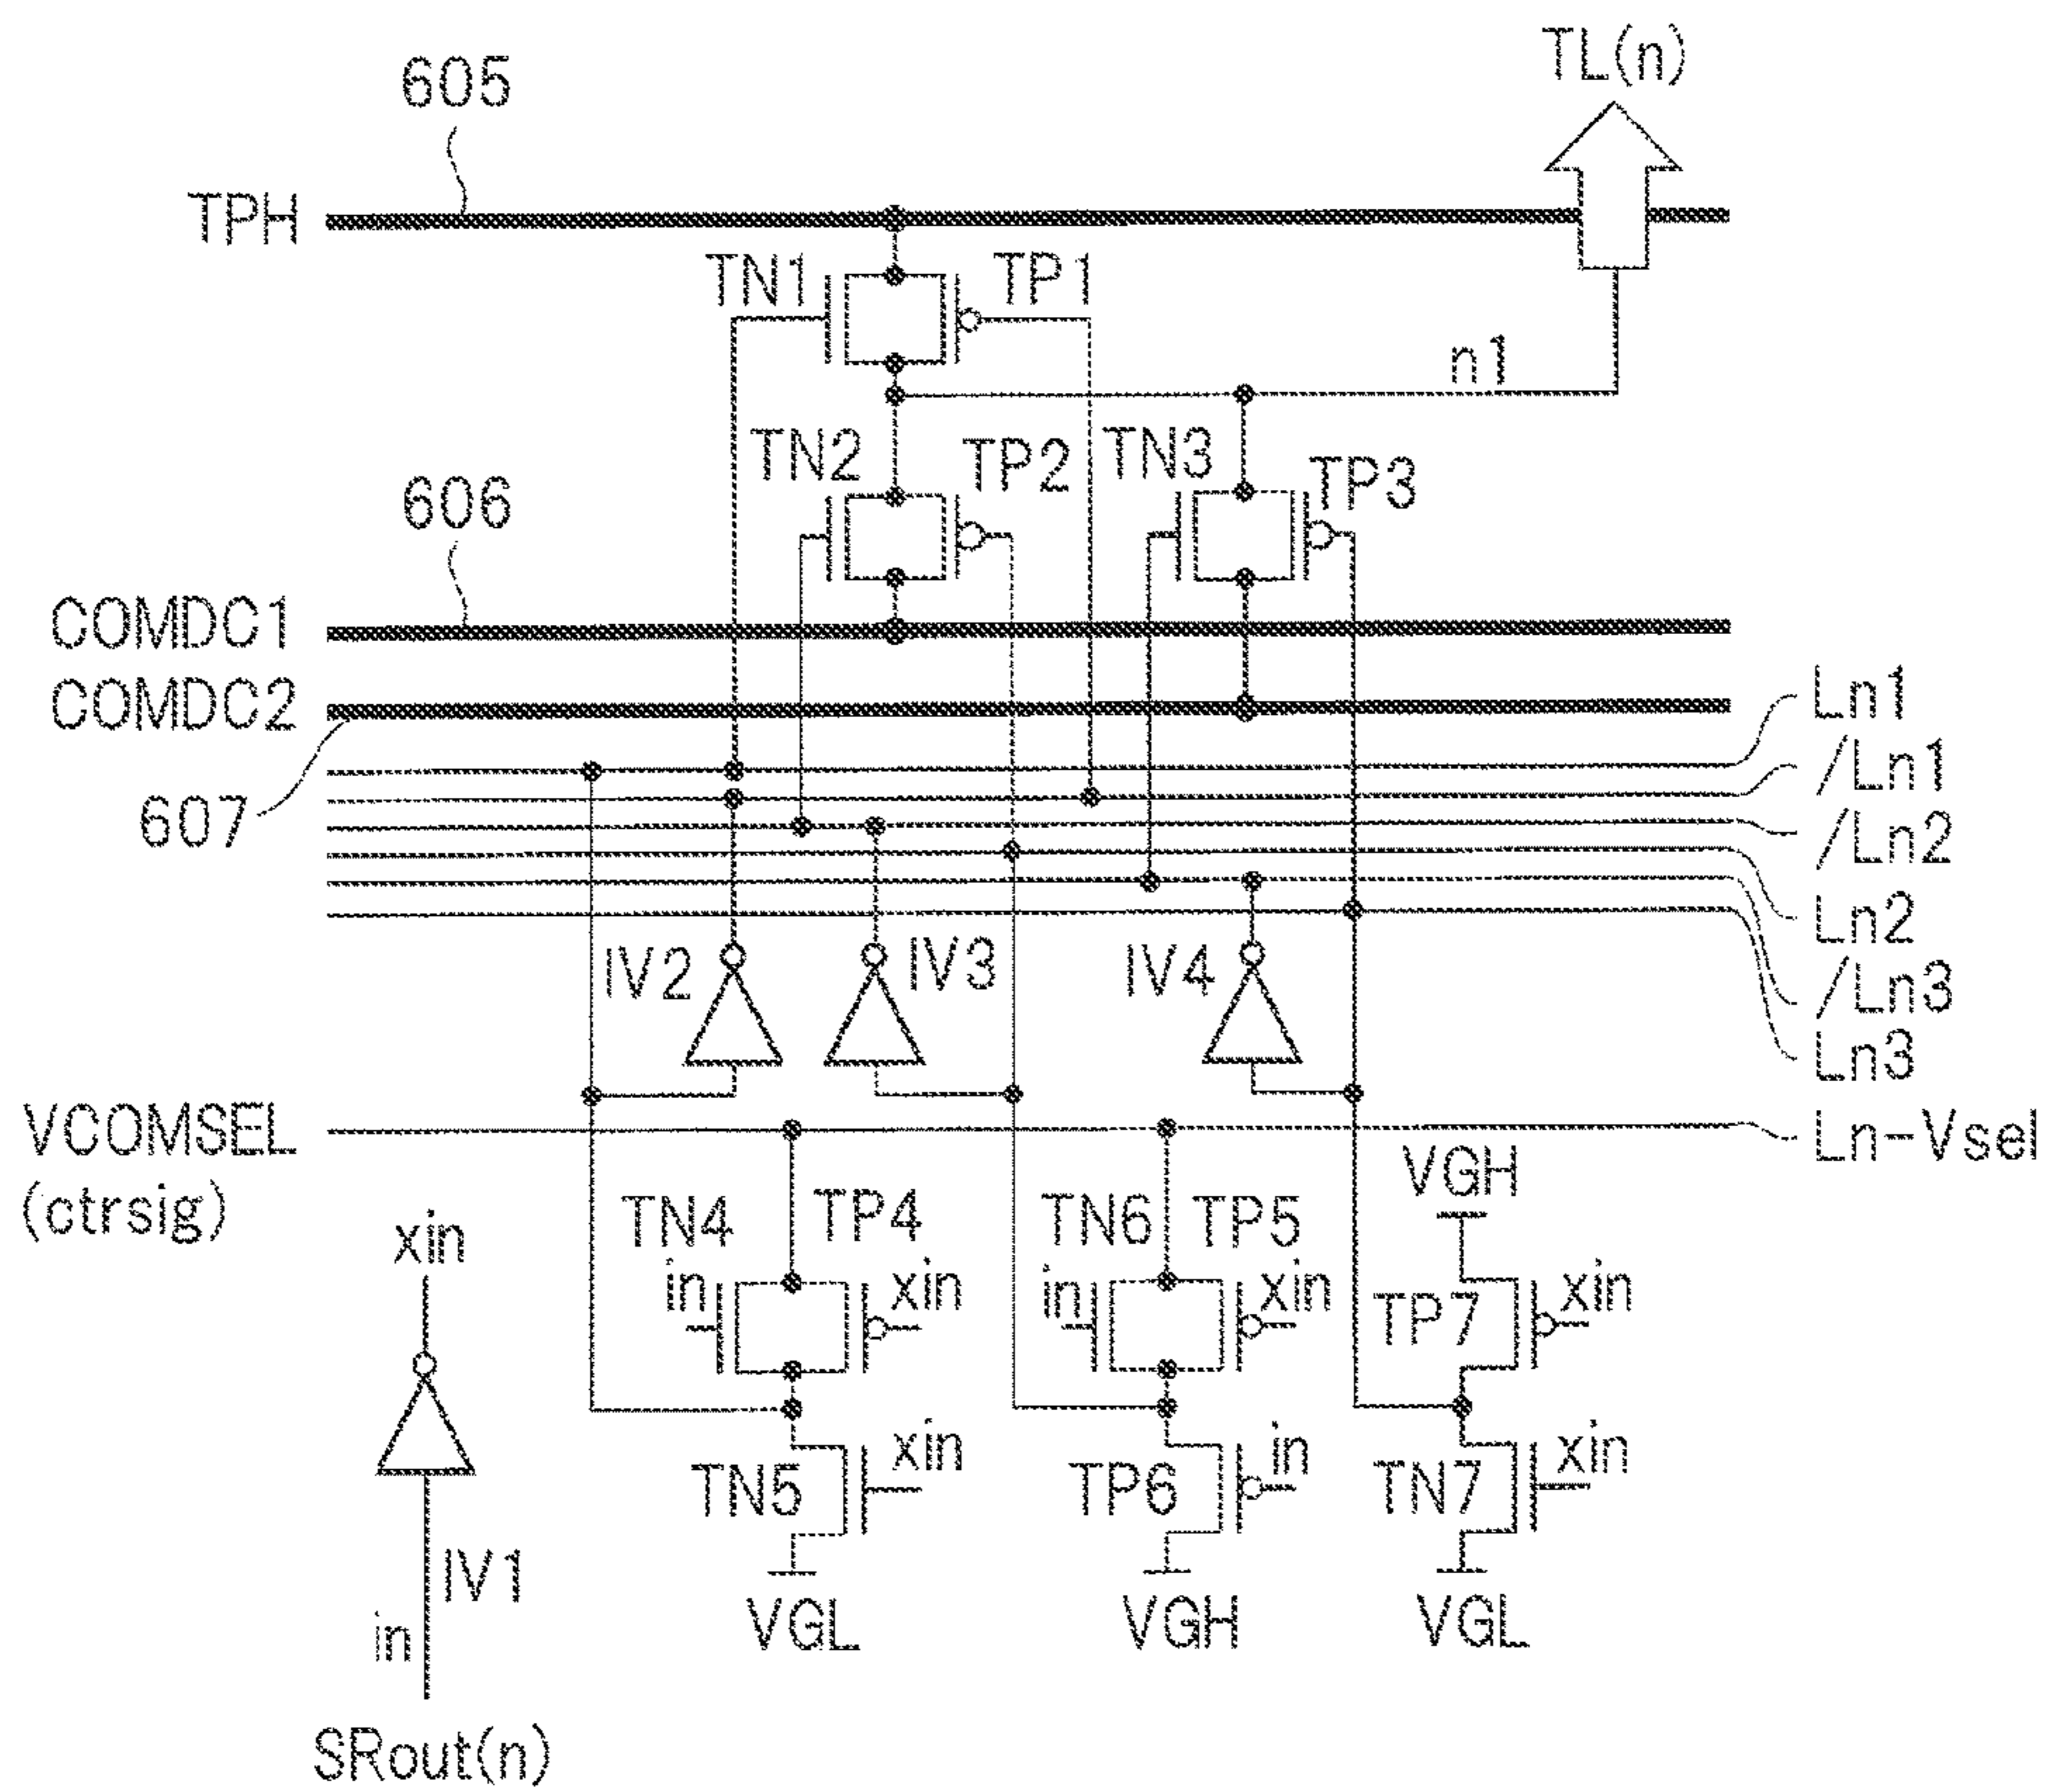 TL(n)
605
TPH
TN1
TP1
n1
TN2
TP2
TN3
TP3
606
COMDC1
COMDC2
607
Ln1
/Ln1
/Ln2
Ln2
/Ln3
Ln3
IV2
IV3
IV4
VCOMSEL
(ctrsig)
Ln-Vsel
VGH
xin
TN4
TP4
TN6
TP5
in
xin
in
xin
TP7
xin
TN5
xin
TP6
in
TN7
xin
IV1
in
VGL
VGH
VGL
SRout(n)